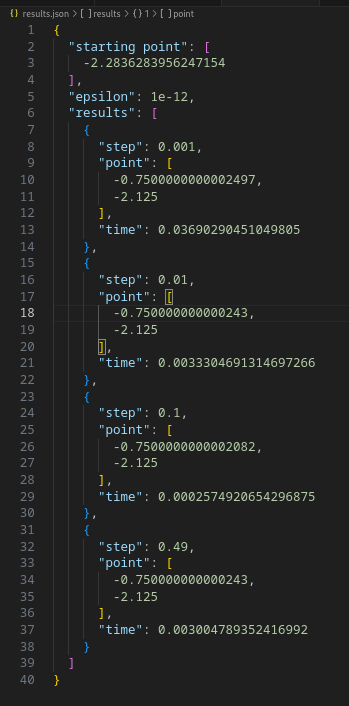 {} results.json > [ ] results > {} 1 > [ ] point
1 {
2 "starting point": [
3 -2.2836283956247154
4 ],
5 "epsilon": 1e-12,
6 "results": [
7 {
8 "step": 0.001,
9 "point": [
10 -0.7500000000002497,
11 -2.125
12 ],
13 "time": 0.03690290451049805
14 },
15 {
16 "step": 0.01,
17 "point": [
18 -0.750000000000243,
19 -2.125
20 ],
21 "time": 0.0033304691314697266
22 },
23 {
24 "step": 0.1,
25 "point": [
26 -0.7500000000002082,
27 -2.125
28 ],
29 "time": 0.0002574920654296875
30 },
31 {
32 "step": 0.49,
33 "point": [
34 -0.750000000000243,
35 -2.125
36 ],
37 "time": 0.003004789352416992
38 }
39 ]
40 }